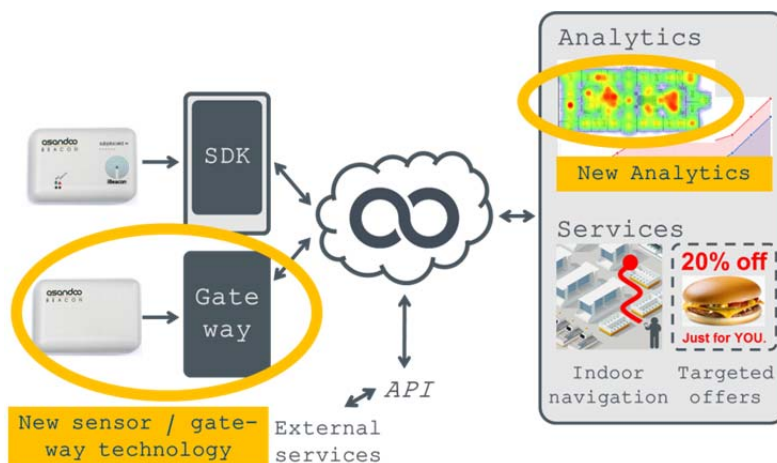 Analytics
New Analytics
asandoo
BEACON
iBeacon
SDK
asandoo
BEACON
Gate
way
New sensor / gate-
way technology
API
External
services
Services
20% off
Just for YOU.
Indoor
navigation
Targeted
offers